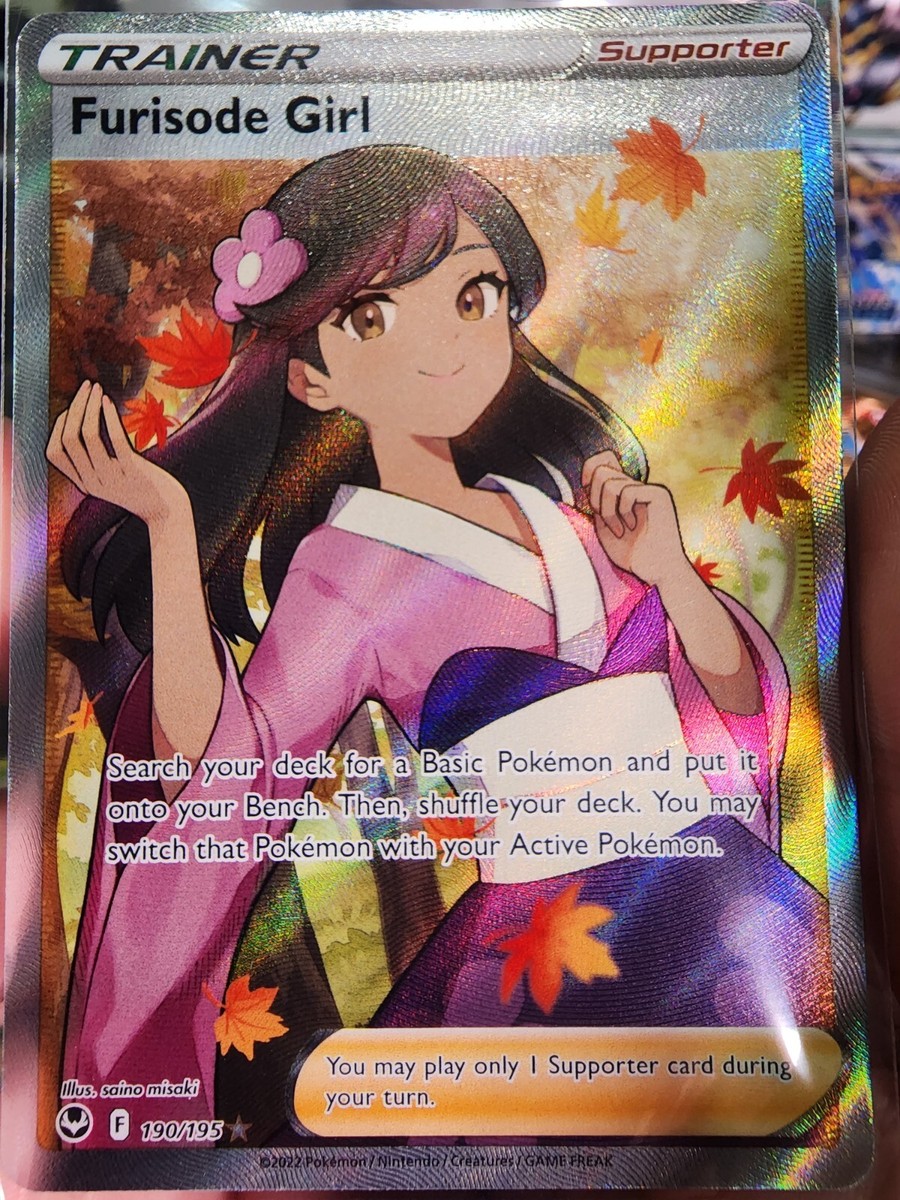 TRAINER Supporter
Furisode Girl
Search your deck for a Basic Pokémon and put it
onto your Bench. Then, shuffle your deck. You may
switch that Pokémon with your Active Pokémon.
You may play only 1 Supporter card during
your turn.
Illus. saino misaki
F 190/195
©2022 Pokémon / Nintendo / Creatures / GAME FREAK